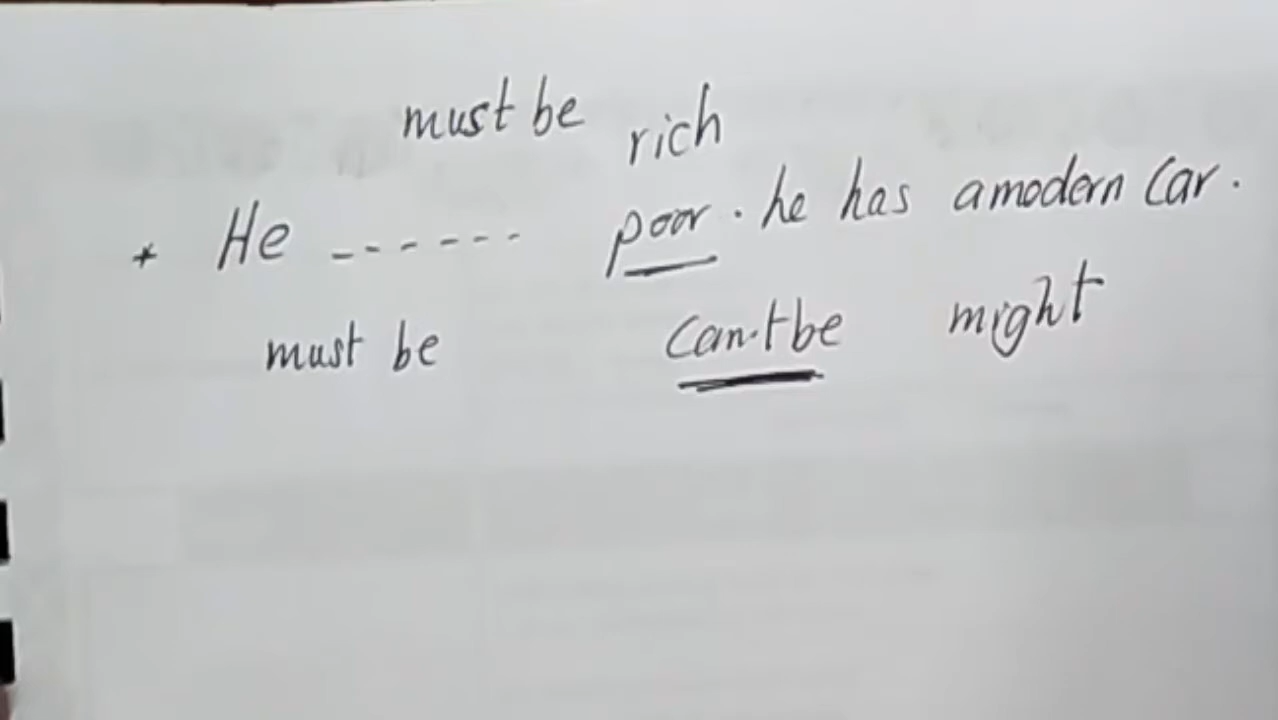 must be rich
* He ------- poor. he has a modern Car.
must be can't be might